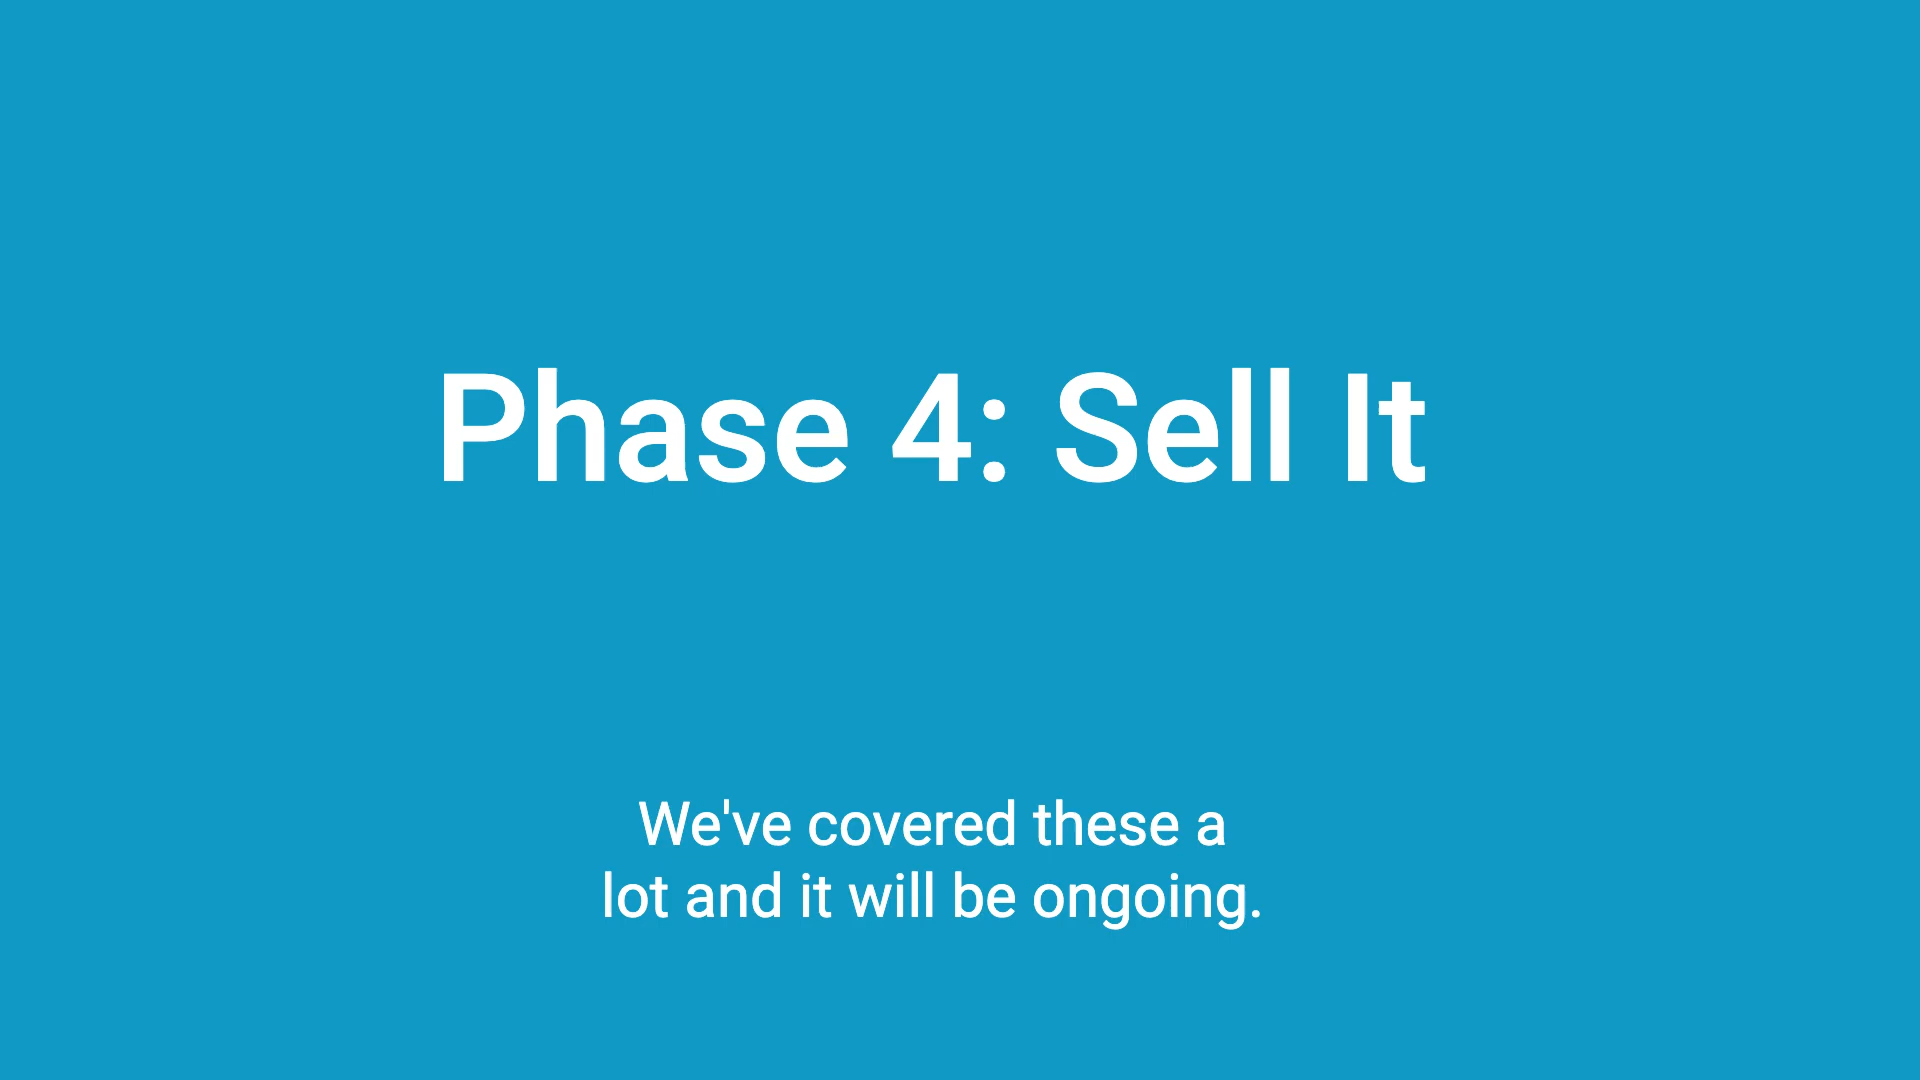 Phase 4: Sell It
We've covered these a
lot and it will be ongoing.